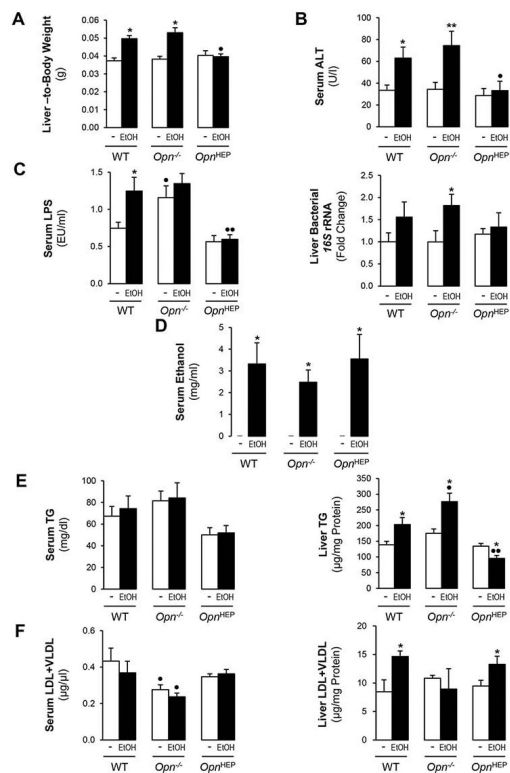 A
Liver –to-Body Weight
(g)
0.06
0.05
0.04
0.03
0.02
0.01
0.00
* * •
- EtOH - EtOH - EtOH
WT Opn-/- OpnHEP
B
Serum ALT
(U/l)
100
80
60
40
20
0
* ** •
- EtOH - EtOH - EtOH
WT Opn-/- OpnHEP
C
Serum LPS
(EU/ml)
1.5
1.0
0.5
0.0
* • ••
- EtOH - EtOH - EtOH
WT Opn-/- OpnHEP
Liver Bacterial
16S rRNA
(Fold Change)
2.5
2.0
1.5
1.0
0.5
0.0
*
- EtOH - EtOH - EtOH
WT Opn-/- OpnHEP
D
Serum Ethanol
(mg/ml)
5
4
3
2
1
0
* * *
- EtOH - EtOH - EtOH
WT Opn-/- OpnHEP
E
Serum TG
(mg/dl)
100
80
60
40
20
0
- EtOH - EtOH - EtOH
WT Opn-/- OpnHEP
Liver TG
(µg/mg Protein)
400
350
300
250
200
150
100
50
0
* * • * ••
- EtOH - EtOH - EtOH
WT Opn-/- OpnHEP
F
Serum LDL+VLDL
(µg/µl)
0.6
0.4
0.2
0.0
• •
- EtOH - EtOH - EtOH
WT Opn-/- OpnHEP
Liver LDL+VLDL
(µg/mg Protein)
20
15
10
5
0
* *
- EtOH - EtOH - EtOH
WT Opn-/- OpnHEP